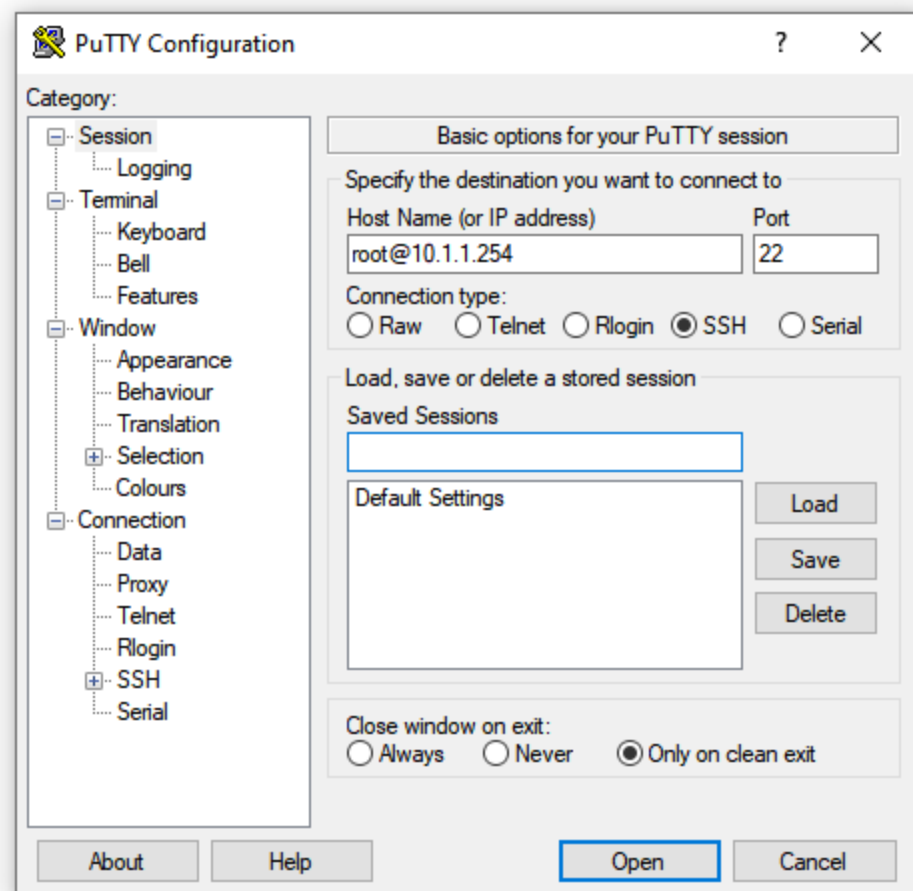 PuTTY Configuration
?
Category:
Session
Logging
Terminal
Keyboard
Bell
Features
Window
Appearance
Behaviour
Translation
Selection
Colours
Connection
Data
Proxy
Telnet
Rlogin
SSH
Serial
Basic options for your PuTTY session
Specify the destination you want to connect to
Host Name (or IP address) Port
root@10.1.1.254 22
Connection type:
Raw Telnet Rlogin SSH Serial
Load, save or delete a stored session
Saved Sessions
Default Settings
Load
Save
Delete
Close window on exit:
Always Never Only on clean exit
About Help Open Cancel